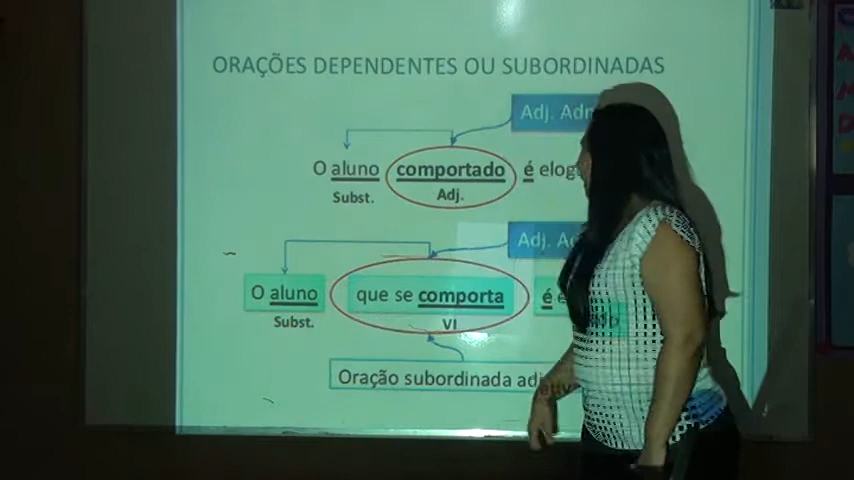 ORAÇÕES DEPENDENTES OU SUBORDINADAS
Adj. Adn
O aluno comportado é elog
Subst.
Adj.
Adj. Ad
O aluno que se comporta é e
Subst.
VI
Oração subordinada adjetiv